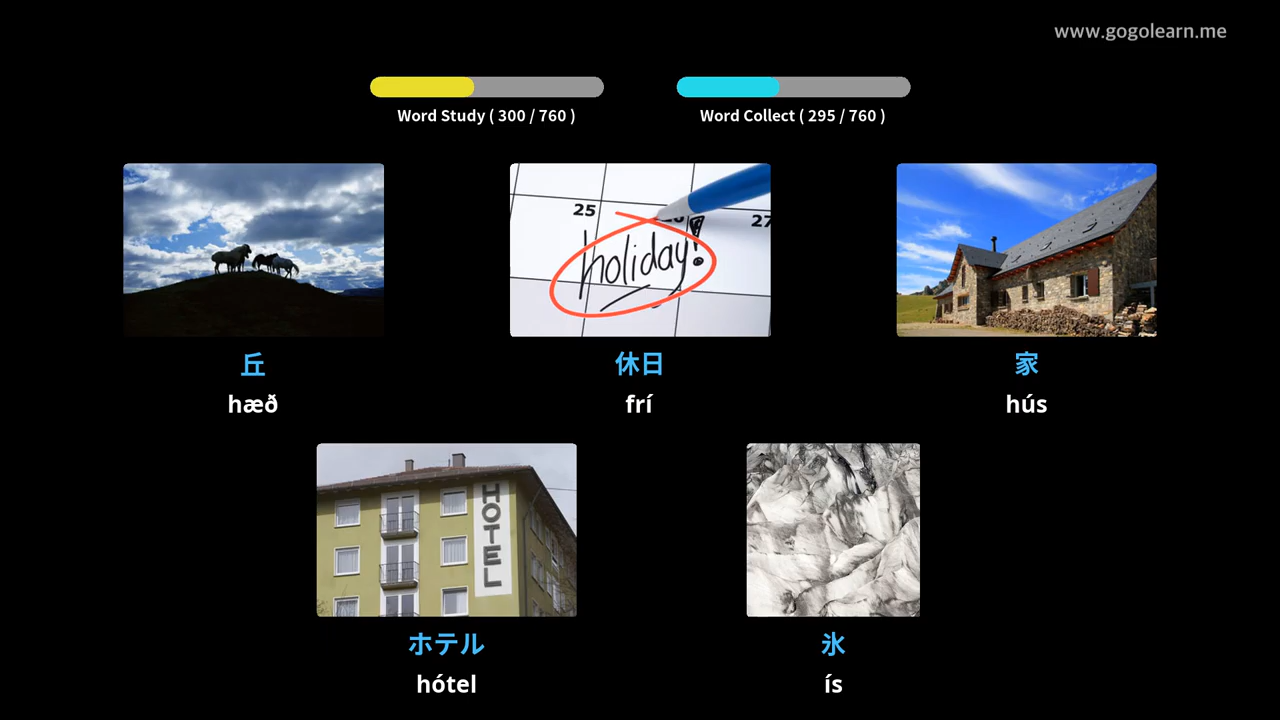 www.gogolearn.me
Word Study ( 300 / 760 )
Word Collect ( 295 / 760 )
25
27
holiday!
丘
休日
家
hæð
frí
hús
HOTEL
ホテル
氷
hótel
ís